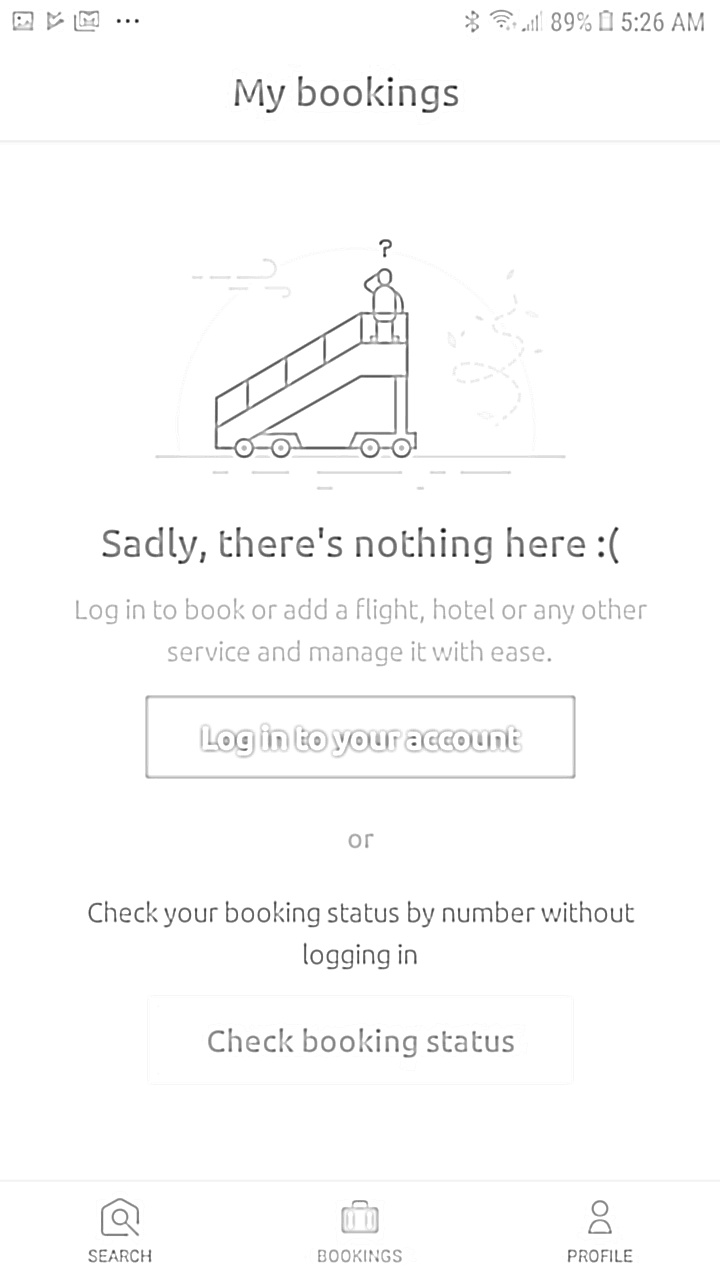 89% 5:26 AM
My bookings
?
Sadly, there's nothing here :(
Log in to book or add a flight, hotel or any other
service and manage it with ease.
Log in to your account
or
Check your booking status by number without
logging in
Check booking status
SEARCH BOOKINGS PROFILE